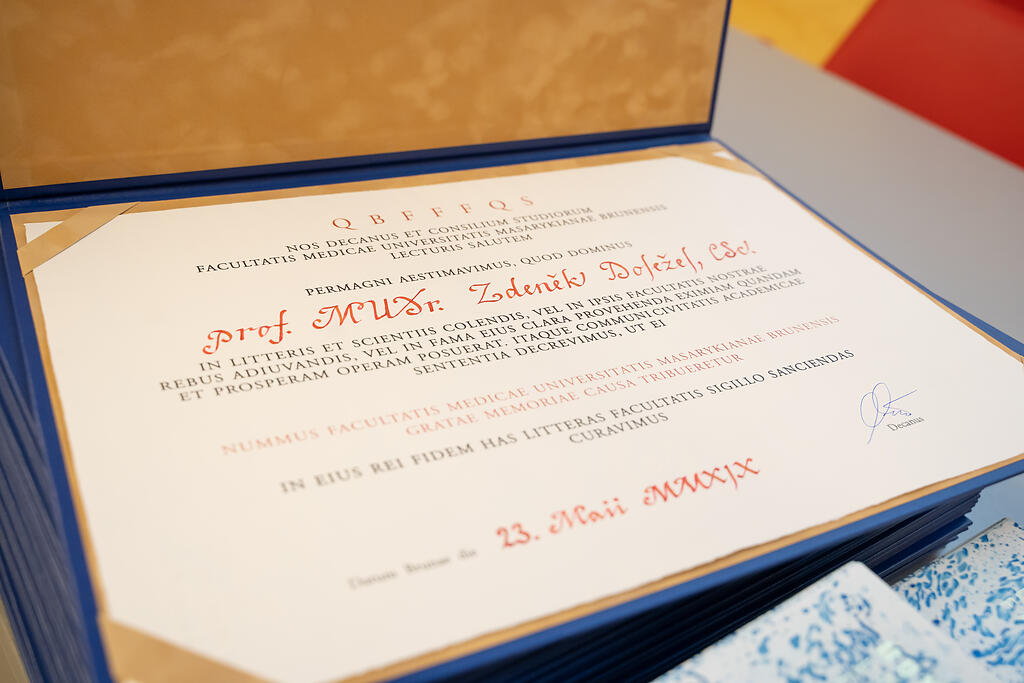 Q B F F F Q S
NOS DECANUS ET CONSILIUM STUDIORUM
FACULTATIS MEDICAE UNIVERSITATIS MASARYKIANAE BRUNENSIS
LECTURIS SALUTEM
PERMAGNI AESTIMAVIMUS, QUOD DOMINUS
Prof. MUDr. Zdeněk Doležel, CSc.
IN LITTERIS ET SCIENTIIS COLENDIS, VEL IN IPSIS FACULTATIS NOSTRAE
REBUS ADIUVANDIS, VEL IN FAMA EIUS CLARA PROVEHENDA EXIMIAM QUANDAM
ET PROSPERAM OPERAM POSUERAT. ITAQUE COMMUNI CIVITATIS ACADEMICAE
SENTENTIA DECREVIMUS, UT EI
NUMMUS FACULTATIS MEDICAE UNIVERSITATIS MASARYKIANAE BRUNENSIS
GRATAE MEMORIAE CAUSA TRIBUERETUR
IN EIUS REI FIDEM HAS LITTERAS FACULTATIS SIGILLO SANCIENDAS
CURAVIMUS
Decanus
Datum Brunae die 23. Maii MMXIX